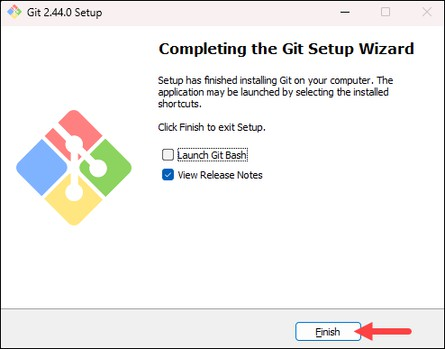 Git 2.44.0 Setup
Completing the Git Setup Wizard
Setup has finished installing Git on your computer. The
application may be launched by selecting the installed
shortcuts.
Click Finish to exit Setup.
Launch Git Bash
View Release Notes
Finish